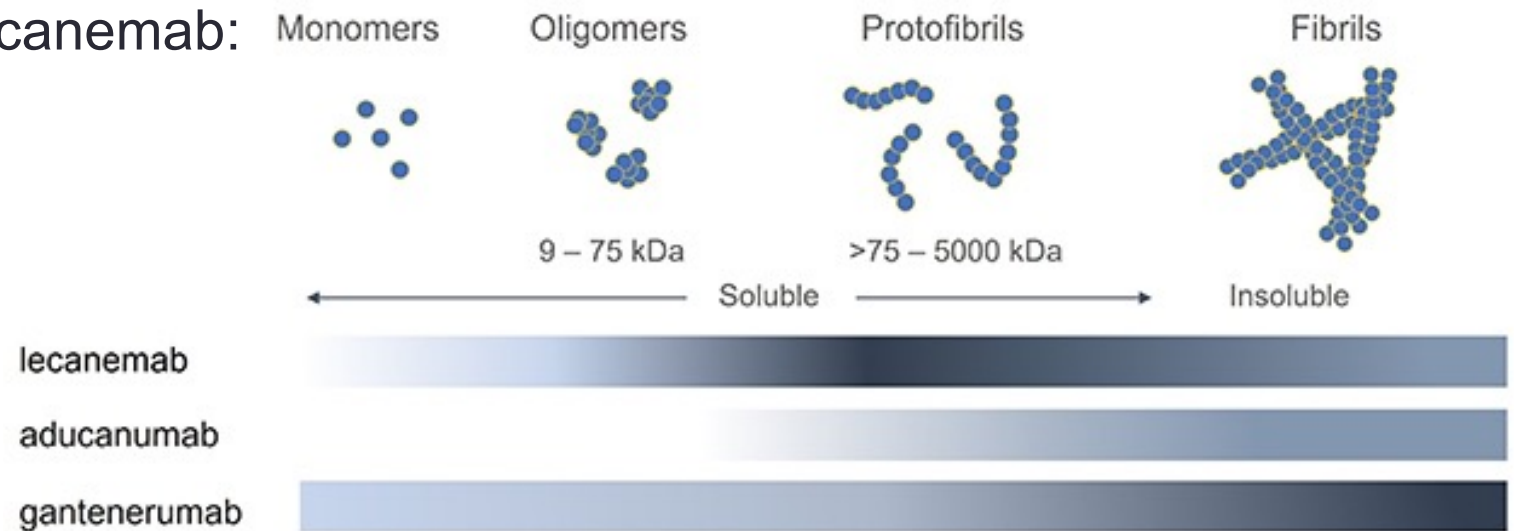 canemab:
Monomers Oligomers Protofibrils Fibrils
9 – 75 kDa >75 – 5000 kDa
Soluble Insoluble
lecanemab
aducanumab
gantenerumab